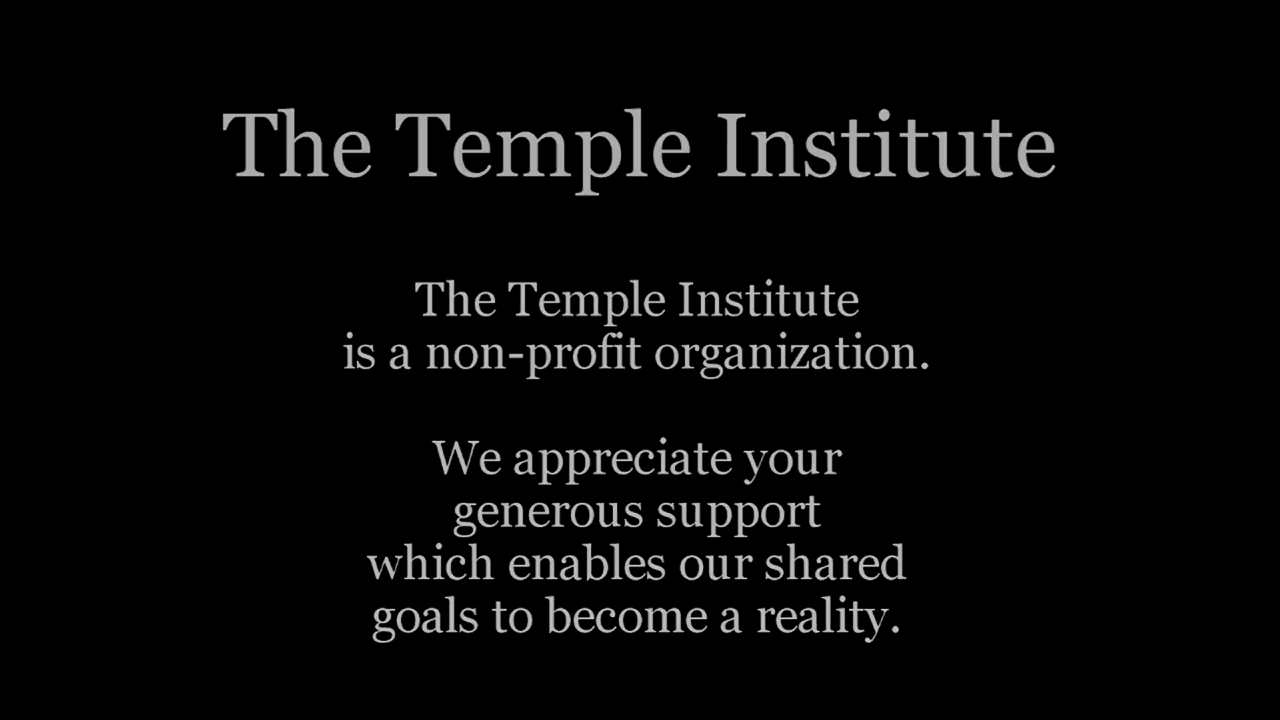 The Temple Institute
The Temple Institute
is a non-profit organization.
We appreciate your
generous support
which enables our shared
goals to become a reality.